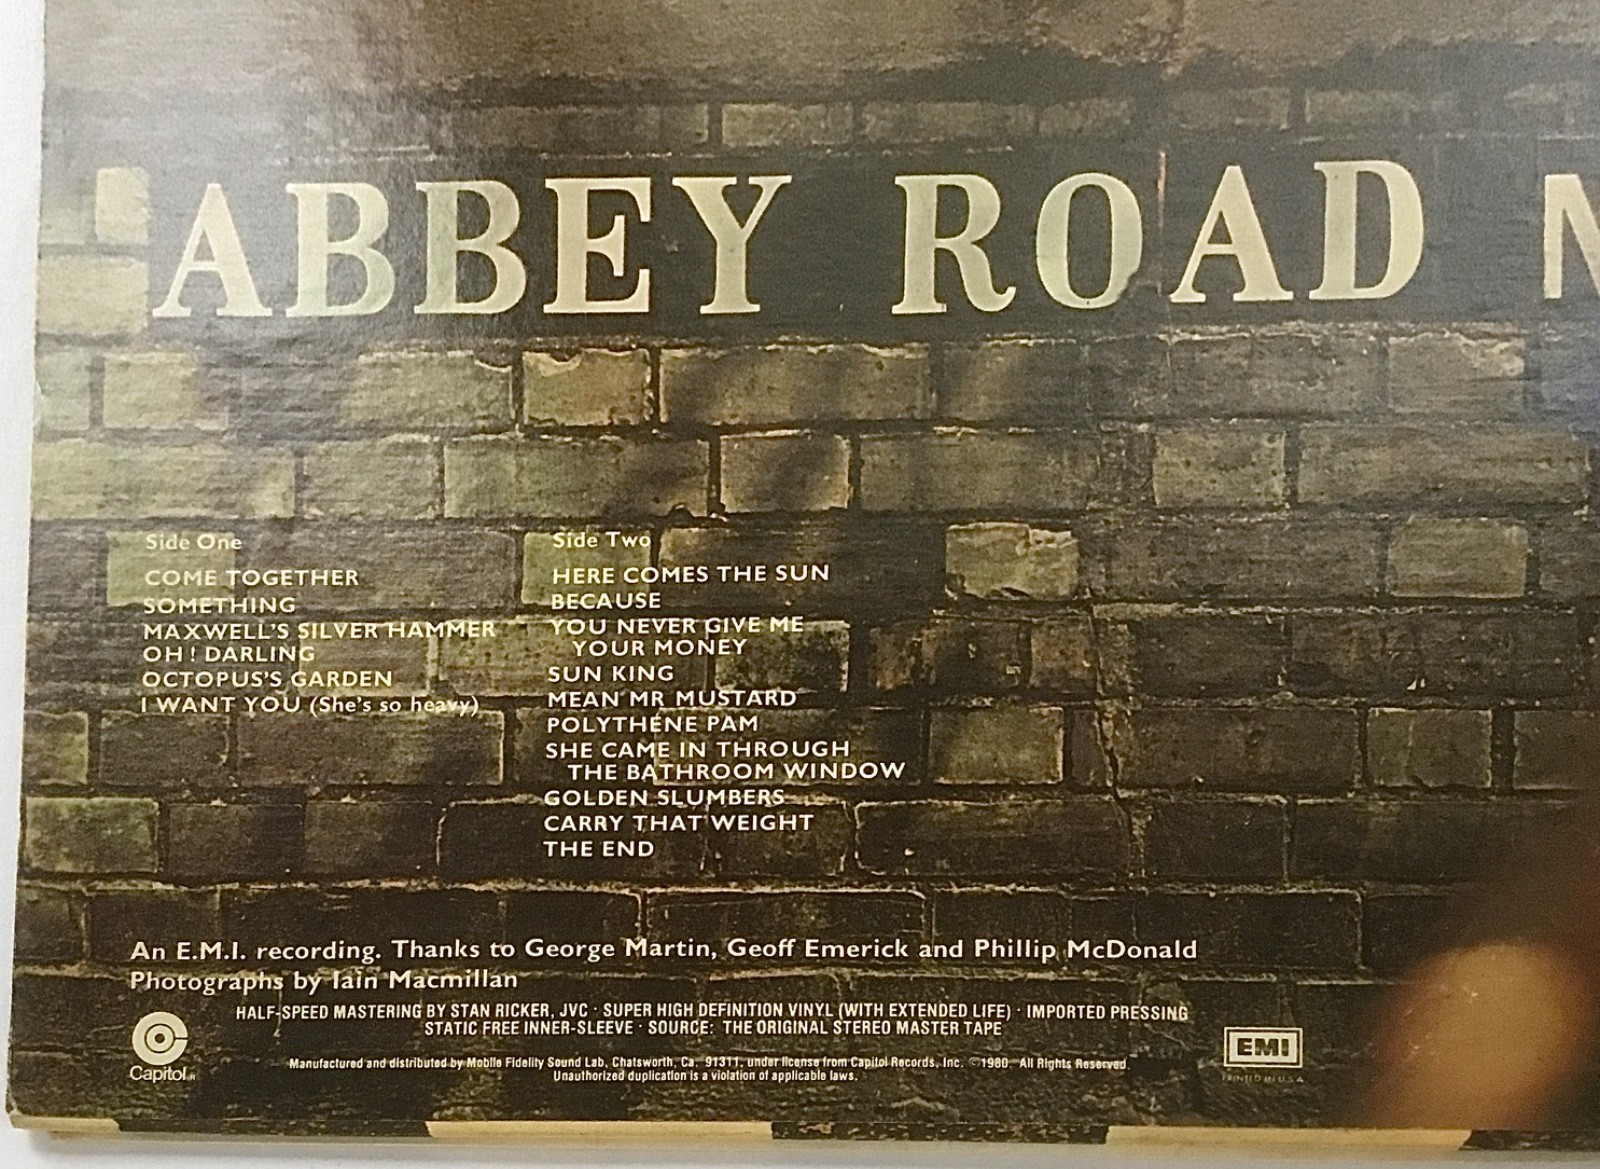 ABBEY ROAD
Side One
COME TOGETHER
SOMETHING
MAXWELL'S SILVER HAMMER
OH! DARLING
OCTOPUS'S GARDEN
I WANT YOU (She's so heavy)
Side Two
HERE COMES THE SUN
BECAUSE
YOU NEVER GIVE ME
YOUR MONEY
SUN KING
MEAN MR MUSTARD
POLYTHENE PAM
SHE CAME IN THROUGH
THE BATHROOM WINDOW
GOLDEN SLUMBERS
CARRY THAT WEIGHT
THE END
An E.M.I. recording. Thanks to George Martin, Geoff Emerick and Phillip McDonald
Photographs by Iain Macmillan
HALF-SPEED MASTERING BY STAN RICKER, JVC · SUPER HIGH DEFINITION VINYL (WITH EXTENDED LIFE) · IMPORTED PRESSING
STATIC FREE INNER-SLEEVE · SOURCE: THE ORIGINAL STEREO MASTER TAPE
Manufactured and distributed by Mobile Fidelity Sound Lab, Chatsworth, Ca. 91311, under license from Capitol Records, Inc. ©1980 All Rights Reserved.
Unauthorized duplication is a violation of applicable laws.
Capitol®
EMI
PRINTED IN U.S.A.